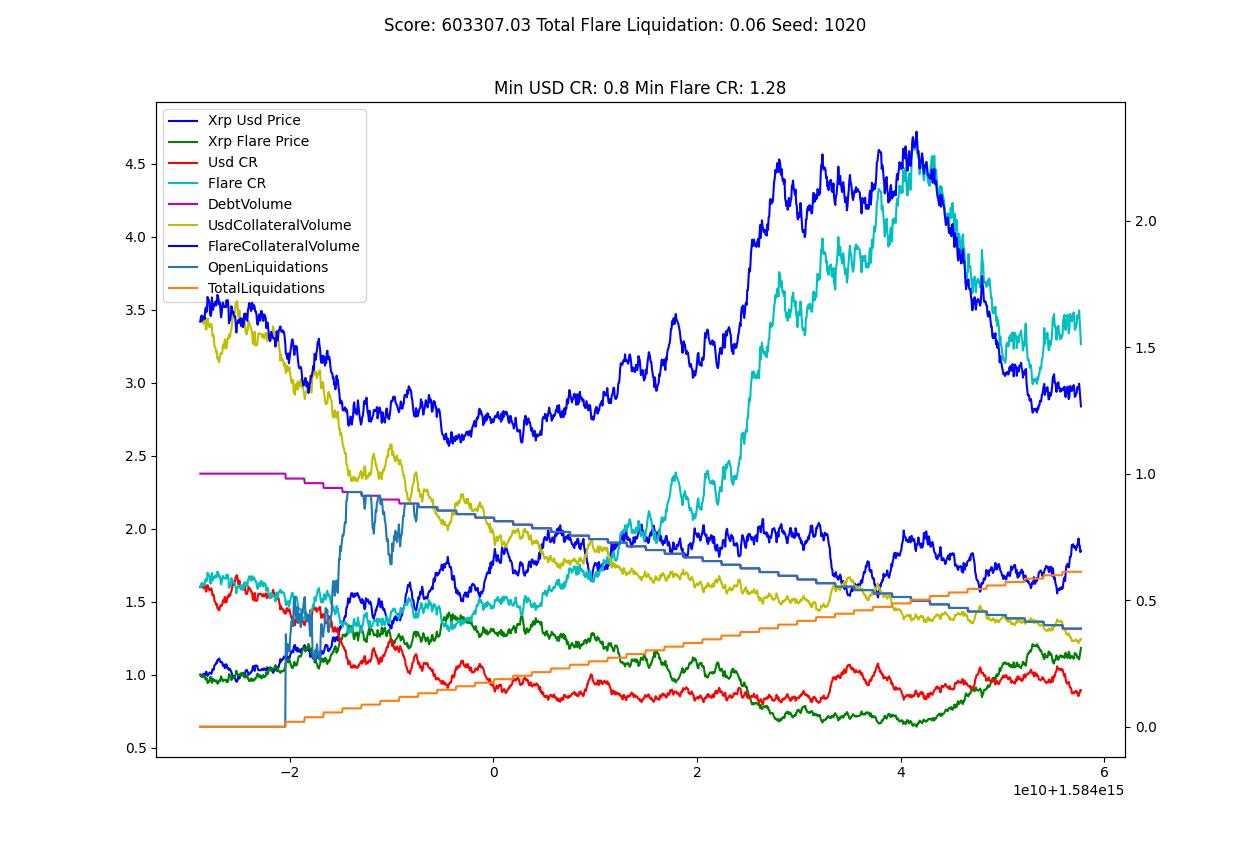 Score: 603307.03 Total Flare Liquidation: 0.06 Seed: 1020
Min USD CR: 0.8 Min Flare CR: 1.28
Xrp Usd Price
Xrp Flare Price
Usd CR
Flare CR
DebtVolume
UsdCollateralVolume
FlareCollateralVolume
OpenLiquidations
TotalLiquidations
4.5
4.0
3.5
3.0
2.5
2.0
1.5
1.0
0.5
2.0
1.5
1.0
0.5
0.0
−2
0
2
4
6
1e10+1.584e15